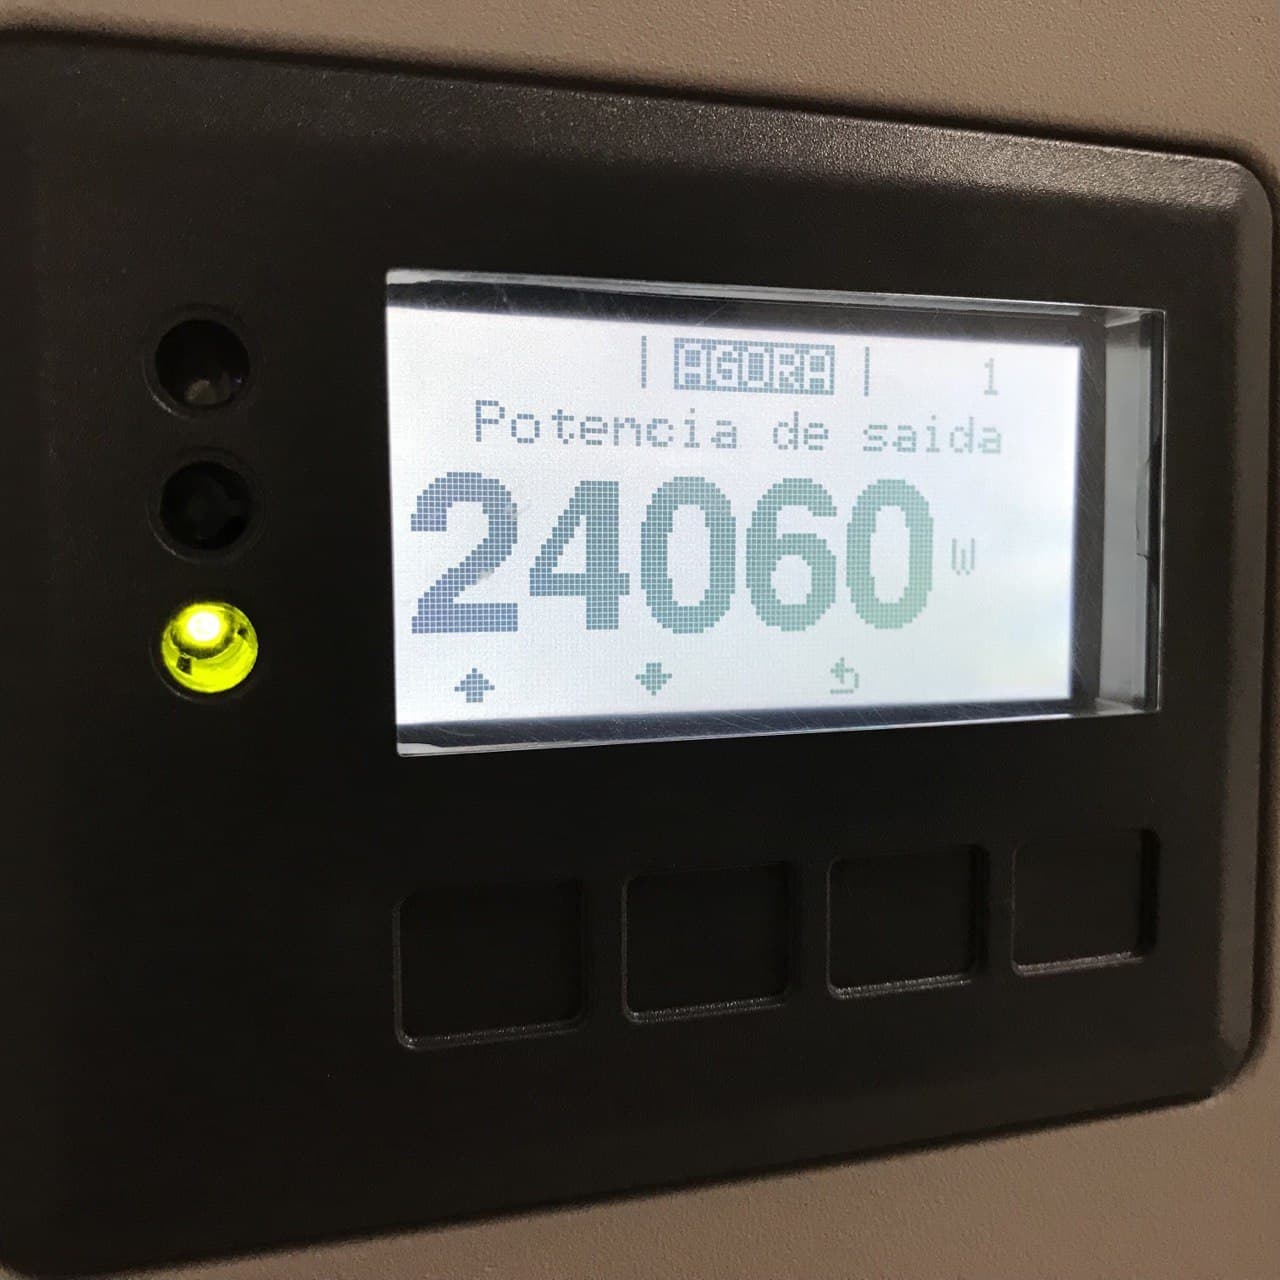 | AGORA | 1
Potencia de saida
24060 W